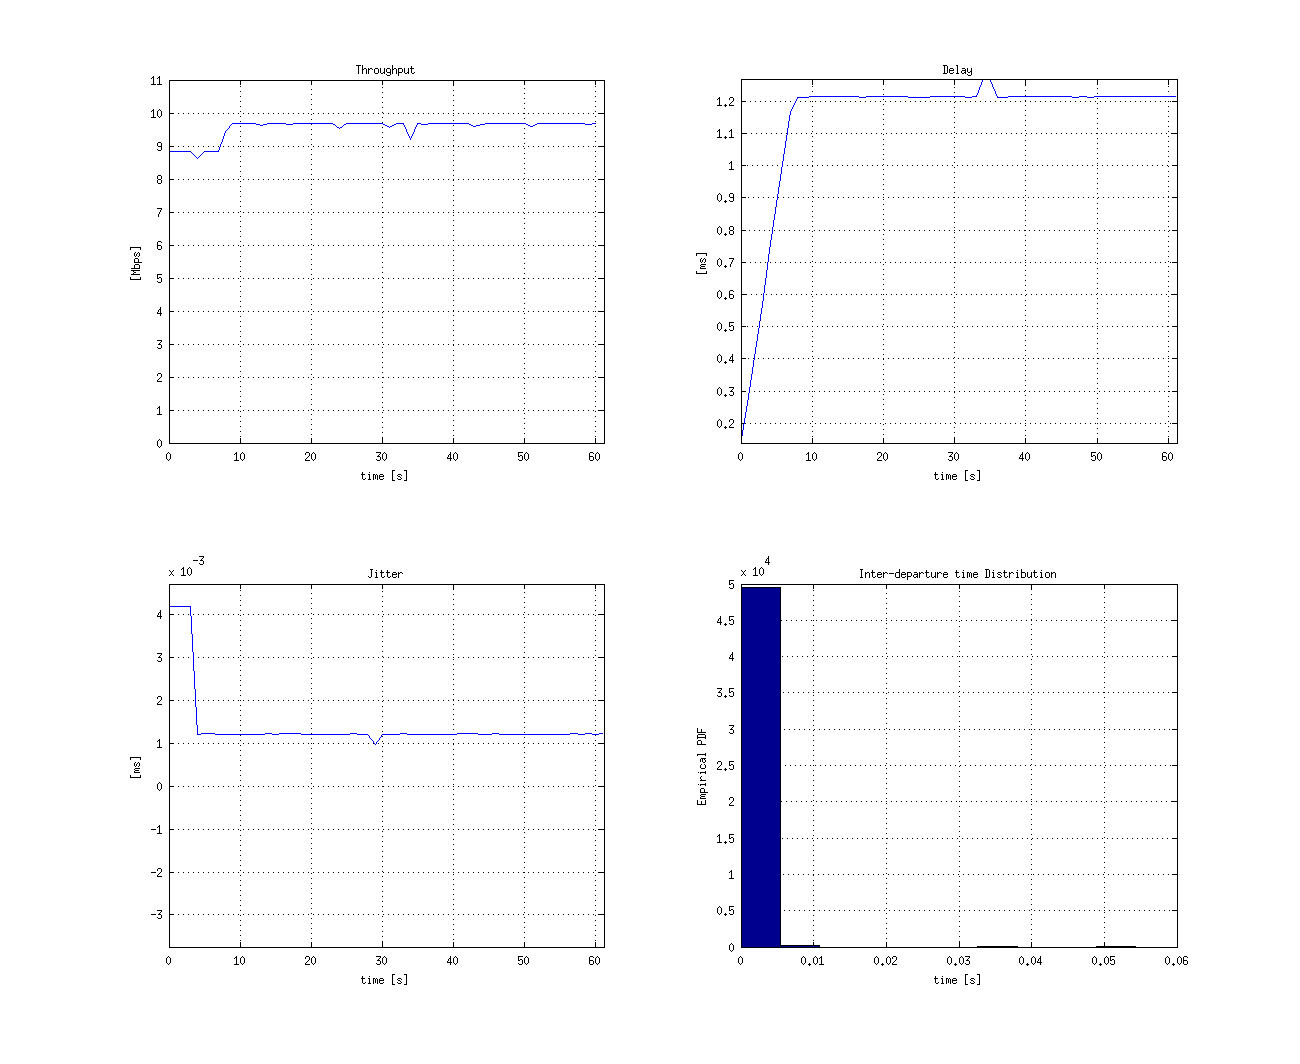 Throughput
11
10
9
8
7
6
5
4
3
2
1
0
[Mbps]
0 10 20 30 40 50 60
time [s]
Delay
1.2
1.1
1
0.9
0.8
0.7
0.6
0.5
0.4
0.3
0.2
[ms]
0 10 20 30 40 50 60
time [s]
x 10 -3
Jitter
4
3
2
1
0
-1
-2
-3
[ms]
0 10 20 30 40 50 60
time [s]
x 10 4
Inter-departure time Distribution
5
4.5
4
3.5
3
2.5
2
1.5
1
0.5
0
Empirical PDF
0 0.01 0.02 0.03 0.04 0.05 0.06
time [s]